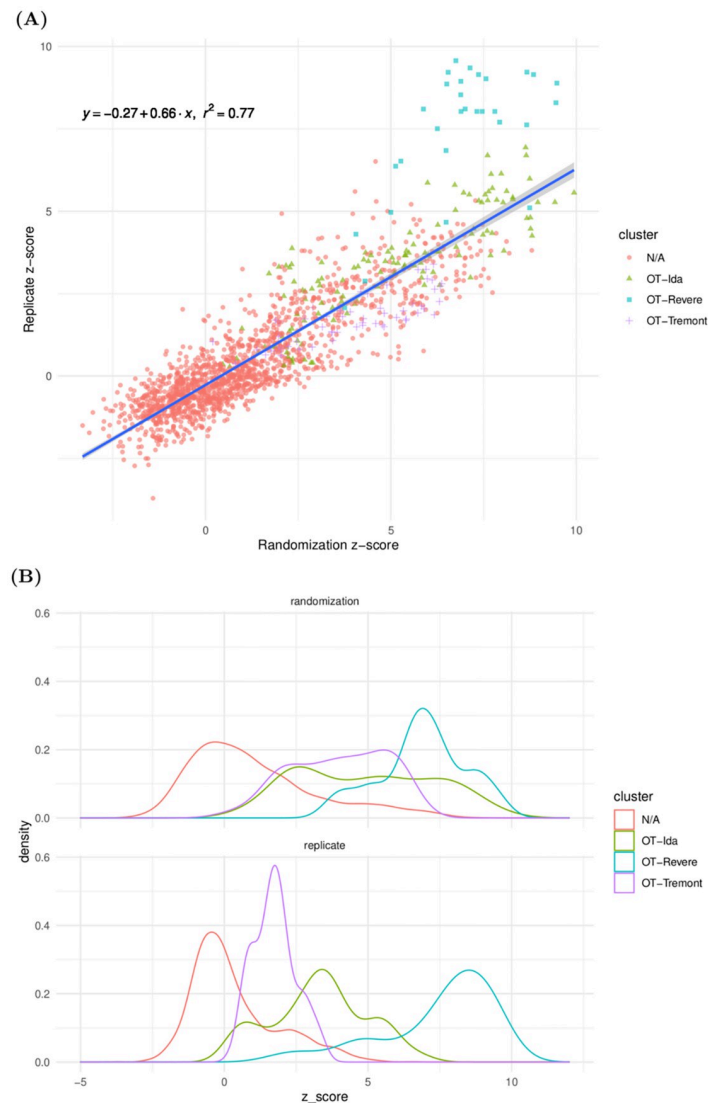 (A)
10
y = −0.27 + 0.66 · x, r² = 0.77
5
0
Replicate z−score
0
5
10
Randomization z−score
cluster
N/A
OT−Ida
OT−Revere
OT−Tremont
(B)
randomization
0.6
0.4
0.2
0.0
replicate
0.6
0.4
0.2
0.0
density
−5
0
5
10
z_score
cluster
N/A
OT−Ida
OT−Revere
OT−Tremont